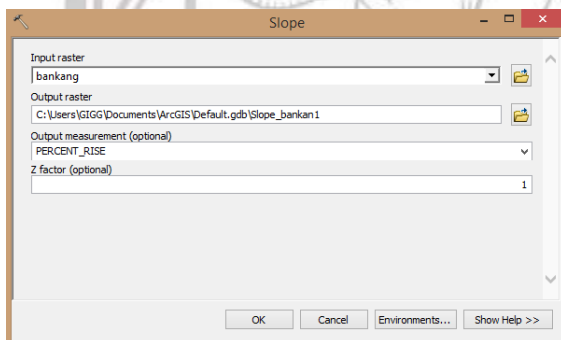 Slope
Input raster
bankang
Output raster
C:\Users\GIGG\Documents\ArcGIS\Default.gdb\Slope_bankan1
Output measurement (optional)
PERCENT_RISE
Z factor (optional)
1
OK Cancel Environments... Show Help >>